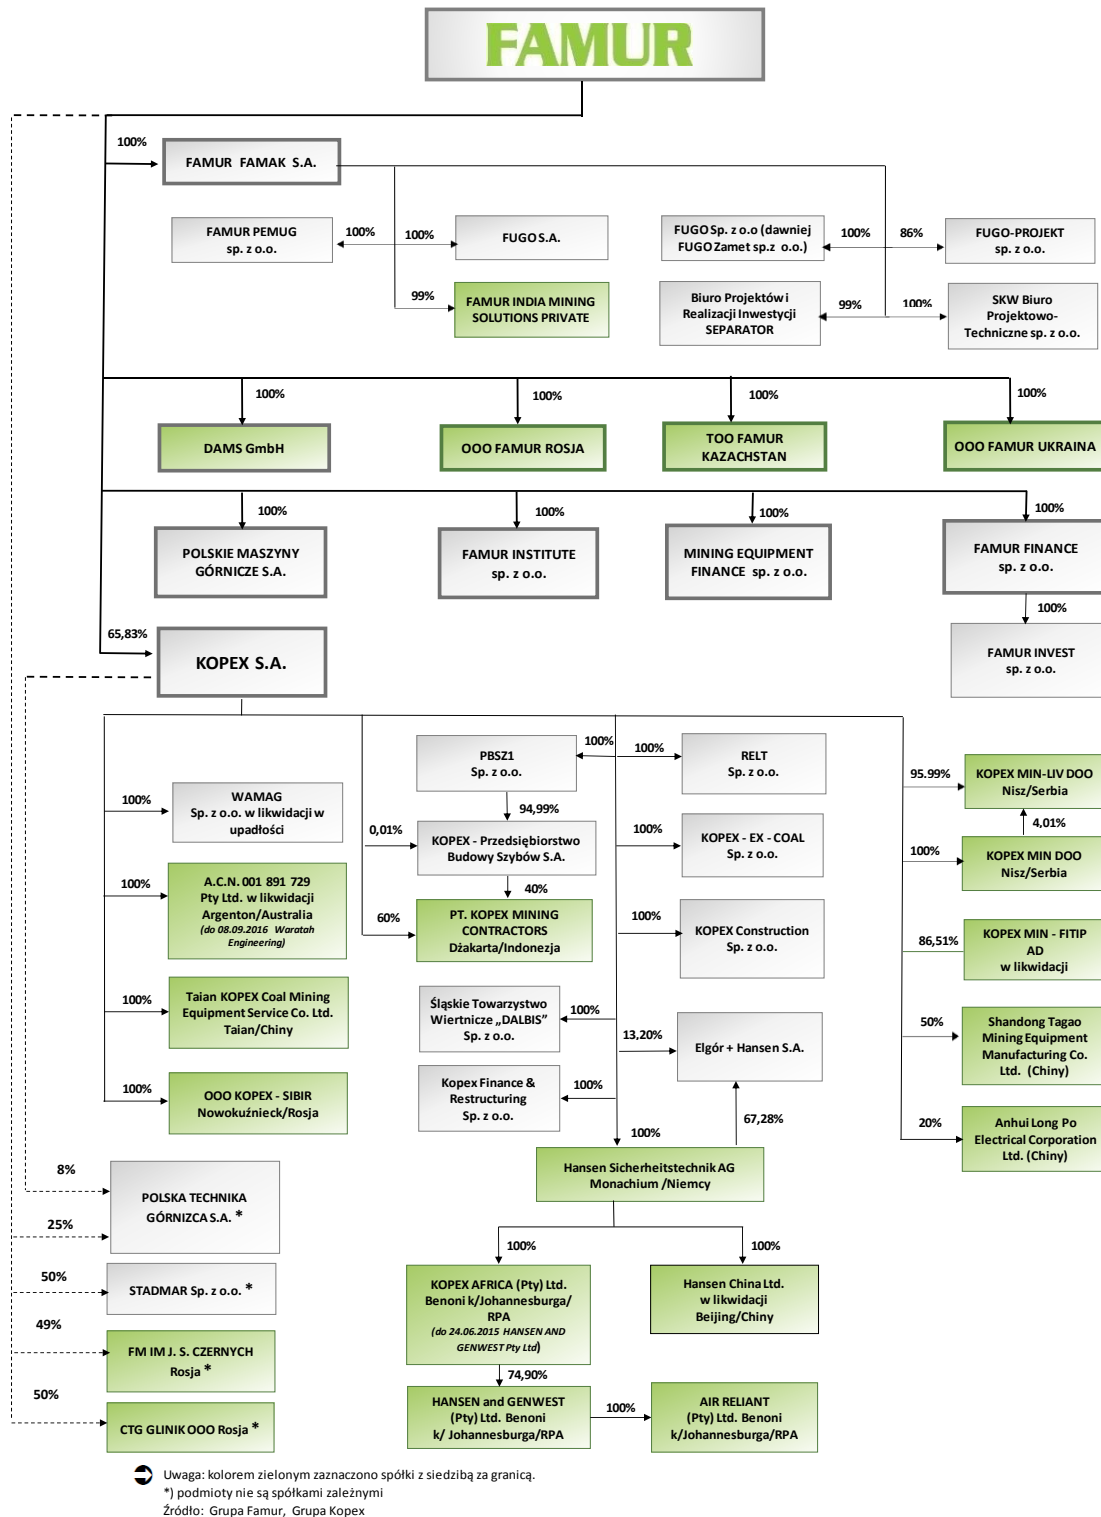 FAMUR
100%
FAMUR FAMAK S.A.
FAMUR PEMUG
sp. z o.o.
100%
100%
FUGO S.A.
FUGO Sp. z o.o (dawniej
FUGO Zamet sp.z o.o.)
100%
86%
FUGO-PROJEKT
sp. z o.o.
99%
FAMUR INDIA MINING
SOLUTIONS PRIVATE
Biuro Projektów i
Realizacji Inwestycji
SEPARATOR
99%
100%
SKW Biuro
Projektowo-
Techniczne sp. z o.o.
100%
100%
100%
100%
DAMS GmbH
OOO FAMUR ROSJA
TOO FAMUR
KAZACHSTAN
OOO FAMUR UKRAINA
100%
100%
100%
100%
POLSKIE MASZYNY
GÓRNICZE S.A.
FAMUR INSTITUTE
sp. z o.o.
MINING EQUIPMENT
FINANCE sp. z o.o.
FAMUR FINANCE
sp. z o.o.
100%
FAMUR INVEST
sp. z o.o.
65,83%
KOPEX S.A.
PBSZ1
Sp. z o.o.
100%
100%
RELT
Sp. z o.o.
95.99%
KOPEX MIN-LIV DOO
Nisz/Serbia
100%
WAMAG
Sp. z o.o. w likwidacji w
upadłości
94,99%
4,01%
0,01%
KOPEX - Przedsiębiorstwo
Budowy Szybów S.A.
100%
KOPEX - EX - COAL
Sp. z o.o.
100%
KOPEX MIN DOO
Nisz/Serbia
100%
A.C.N. 001 891 729
Pty Ltd. w likwidacji
Argenton/Australia
(do 08.09.2016 Waratah
Engineering)
40%
60%
PT. KOPEX MINING
CONTRACTORS
Dżakarta/Indonezja
100%
KOPEX Construction
Sp. z o.o.
86,51%
KOPEX MIN - FITIP
AD
w likwidacji
100%
Taian KOPEX Coal Mining
Equipment Service Co. Ltd.
Taian/Chiny
Śląskie Towarzystwo
Wiertnicze „DALBIS”
Sp. z o.o.
100%
13,20%
Elgór + Hansen S.A.
50%
Shandong Tagao
Mining Equipment
Manufacturing Co.
Ltd. (Chiny)
100%
OOO KOPEX - SIBIR
Nowokuźnieck/Rosja
Kopex Finance &
Restructuring
Sp. z o.o.
100%
67,28%
20%
Anhui Long Po
Electrical Corporation
Ltd. (Chiny)
100%
Hansen Sicherheitstechnik AG
Monachium /Niemcy
8%
25%
POLSKA TECHNIKA
GÓRNIZCA S.A. *
100%
100%
50%
STADMAR Sp. z o.o. *
KOPEX AFRICA (Pty) Ltd.
Benoni k/Johannesburga/
RPA
(do 24.06.2015 HANSEN AND
GENWEST Pty Ltd)
Hansen China Ltd.
w likwidacji
Beijing/Chiny
49%
FM IM J. S. CZERNYCH
Rosja *
74,90%
50%
CTG GLINIK OOO Rosja *
HANSEN and GENWEST
(Pty) Ltd. Benoni
k/ Johannesburga/RPA
100%
AIR RELIANT
(Pty) Ltd. Benoni
k/Johannesburga/RPA
Uwaga: kolorem zielonym zaznaczono spółki z siedzibą za granicą.
*) podmioty nie są spółkami zależnymi
Źródło: Grupa Famur, Grupa Kopex